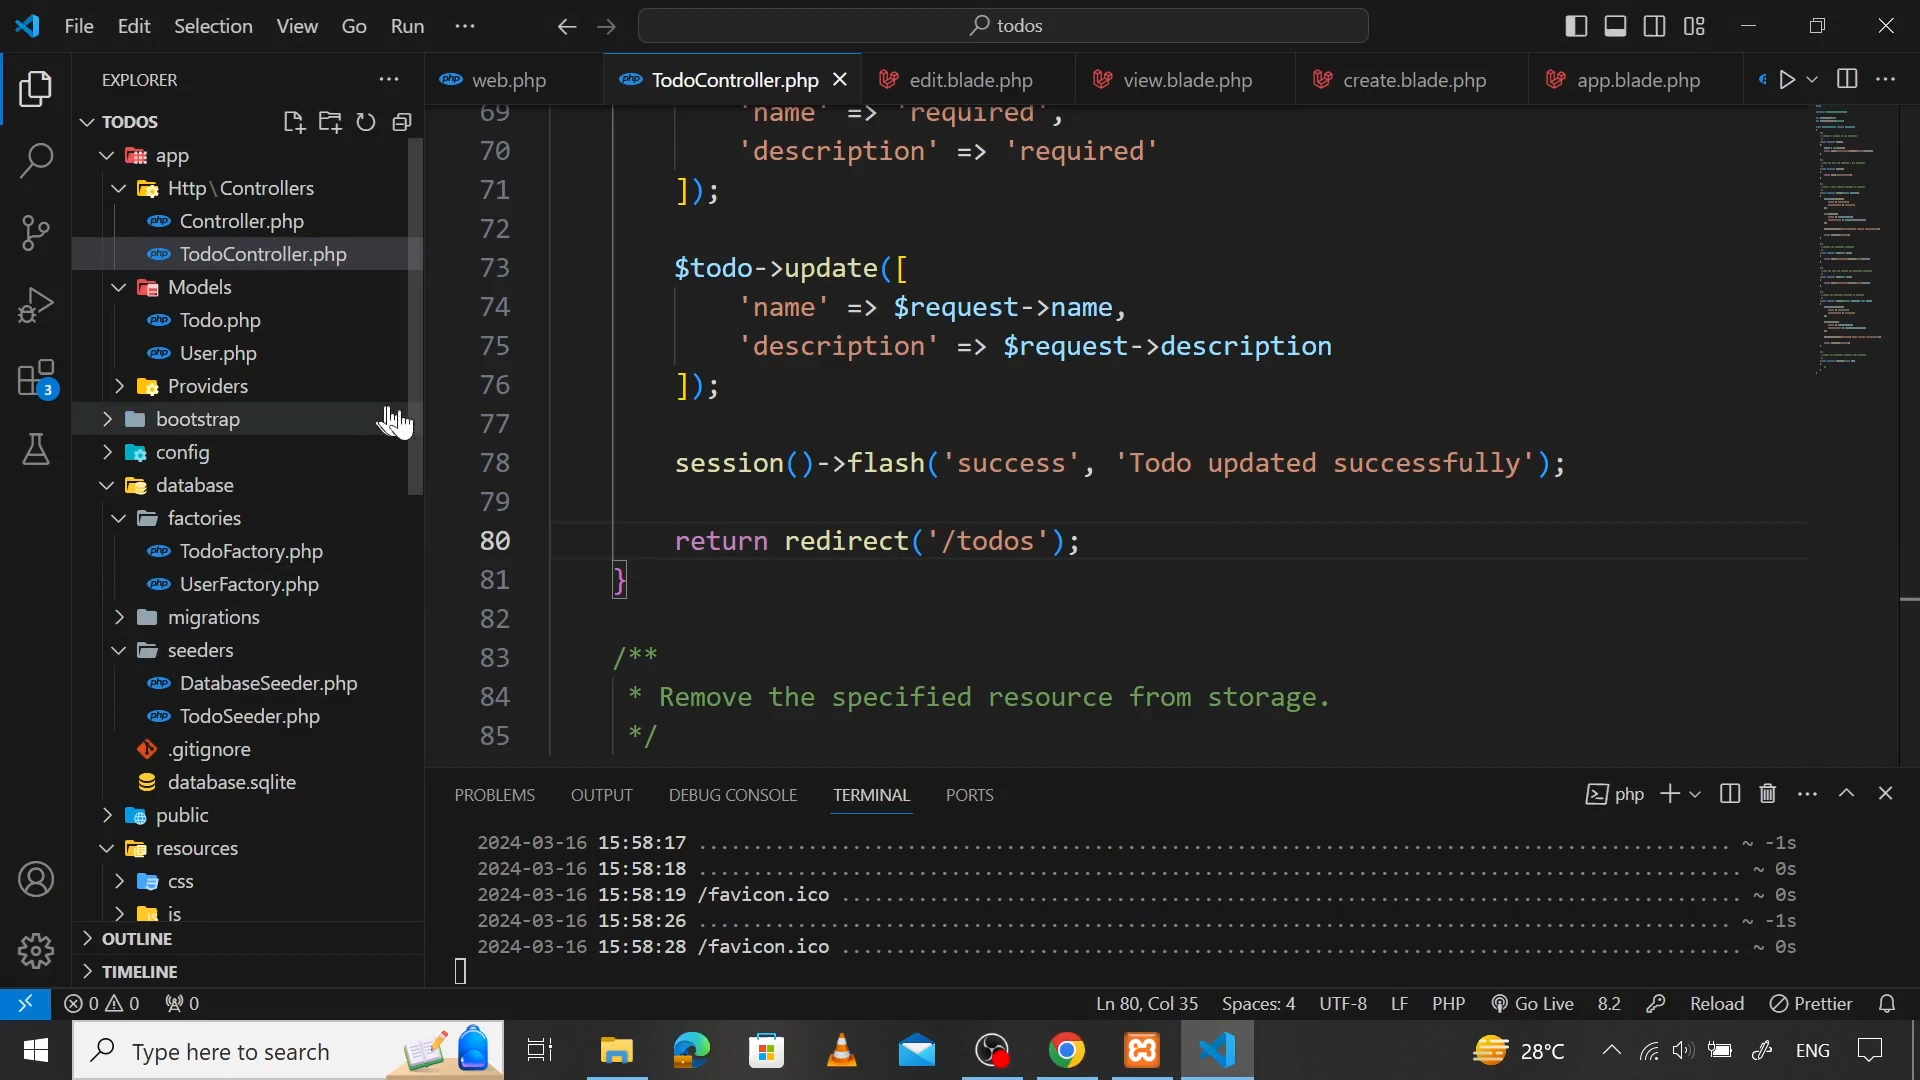 File Edit Selection View Go Run ···
todos
EXPLORER
web.php TodoController.php edit.blade.php view.blade.php create.blade.php app.blade.php
TODOS
app
Http\Controllers
Controller.php
TodoController.php
Models
Todo.php
User.php
Providers
bootstrap
config
database
factories
TodoFactory.php
UserFactory.php
migrations
seeders
DatabaseSeeder.php
TodoSeeder.php
.gitignore
database.sqlite
public
resources
css
js
OUTLINE
TIMELINE
69 'name' => 'required',
70 'description' => 'required'
71 ]);
72
73 $todo->update([
74 'name' => $request->name,
75 'description' => $request->description
76 ]);
77
78 session()->flash('success', 'Todo updated successfully');
79
80 return redirect('/todos');
81 }
82
83 /**
84 * Remove the specified resource from storage.
85 */
PROBLEMS OUTPUT DEBUG CONSOLE TERMINAL PORTS
php
2024-03-16 15:58:17 ........ ~ -1s
2024-03-16 15:58:18 ........ ~ 0s
2024-03-16 15:58:19 /favicon.ico ........ ~ 0s
2024-03-16 15:58:26 ........ ~ -1s
2024-03-16 15:58:28 /favicon.ico ........ ~ 0s
3
0 0 0 Ln 80, Col 35 Spaces: 4 UTF-8 LF PHP Go Live 8.2 Reload Prettier
Type here to search
28°C ENG